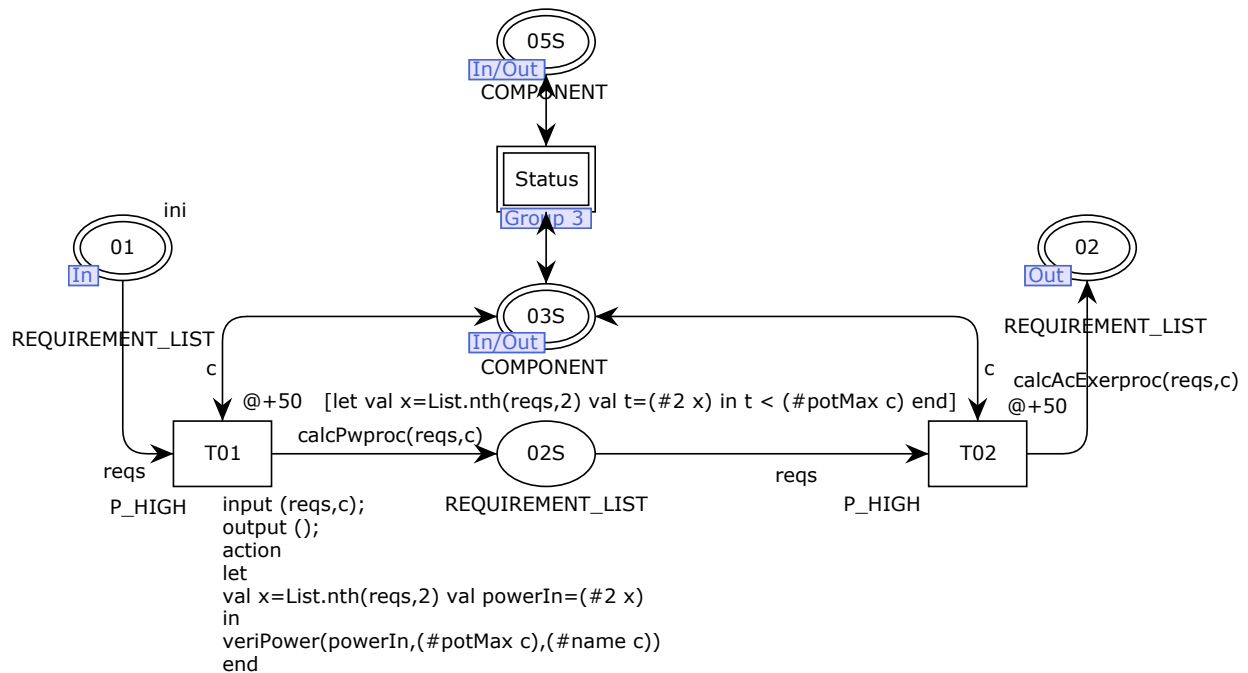 05S
In/Out
COMPONENT
Status
Group 3
ini
01
In
02
Out
03S
In/Out
REQUIREMENT_LIST
REQUIREMENT_LIST
COMPONENT
c
c
calcAcExerproc(reqs,c)
@+50
[let val x=List.nth(reqs,2) val t=(#2 x) in t < (#potMax c) end]
@+50
calcPwproc(reqs,c)
T01
02S
T02
reqs
reqs
P_HIGH
input (reqs,c);
REQUIREMENT_LIST
P_HIGH
output ();
action
let
val x=List.nth(reqs,2) val powerIn=(#2 x)
in
veriPower(powerIn,(#potMax c),(#name c))
end